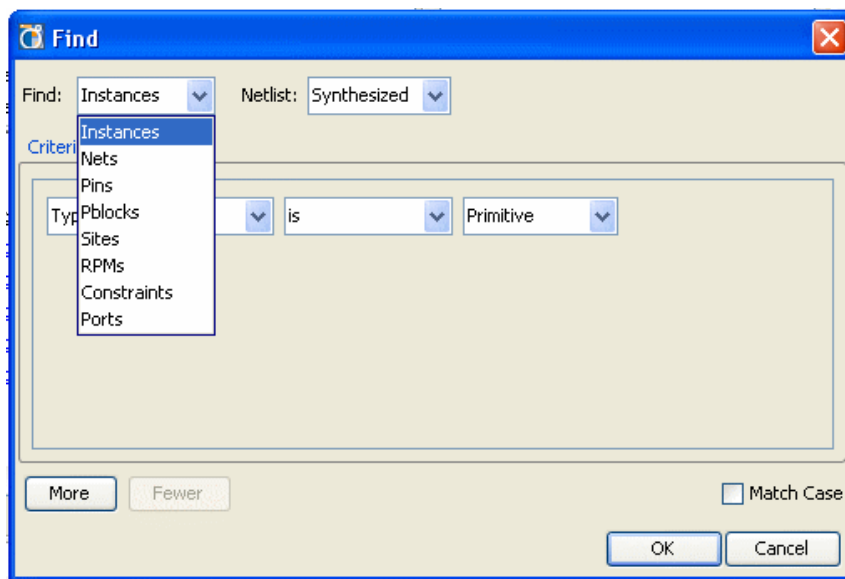 Find
Find: Instances Netlist: Synthesized
Instances
Criteri
Nets
Pins
Typ Pblocks is Primitive
Sites
RPMs
Constraints
Ports
More Fewer Match Case
OK Cancel